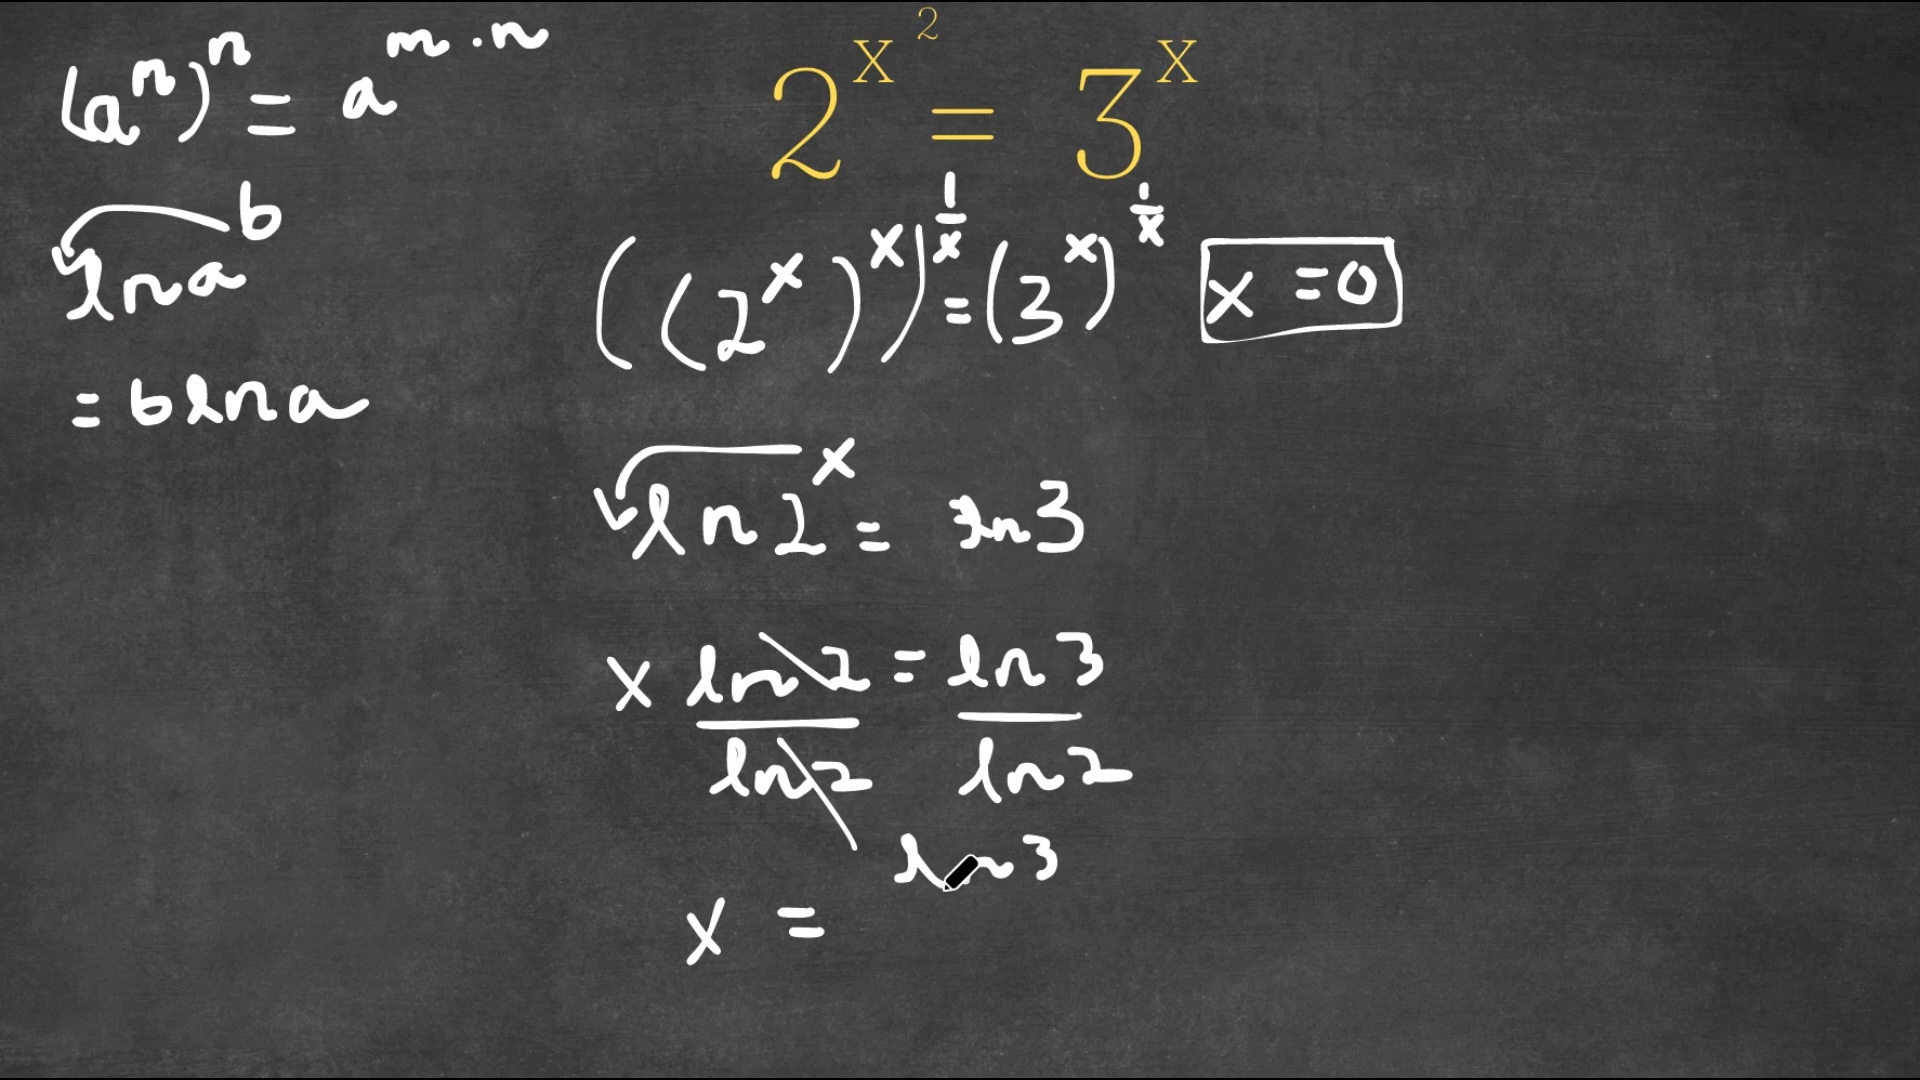 (aⁿ)ⁿ = a^(m·n)
ln a^b
= b ln a
2^(x^2) = 3^x
((2^x)^x)^(1/x) = (3^x)^(1/x)
x = 0
ln 2^x = ln 3
x ln 2 / ln 2 = ln 3 / ln 2
x = ln 3